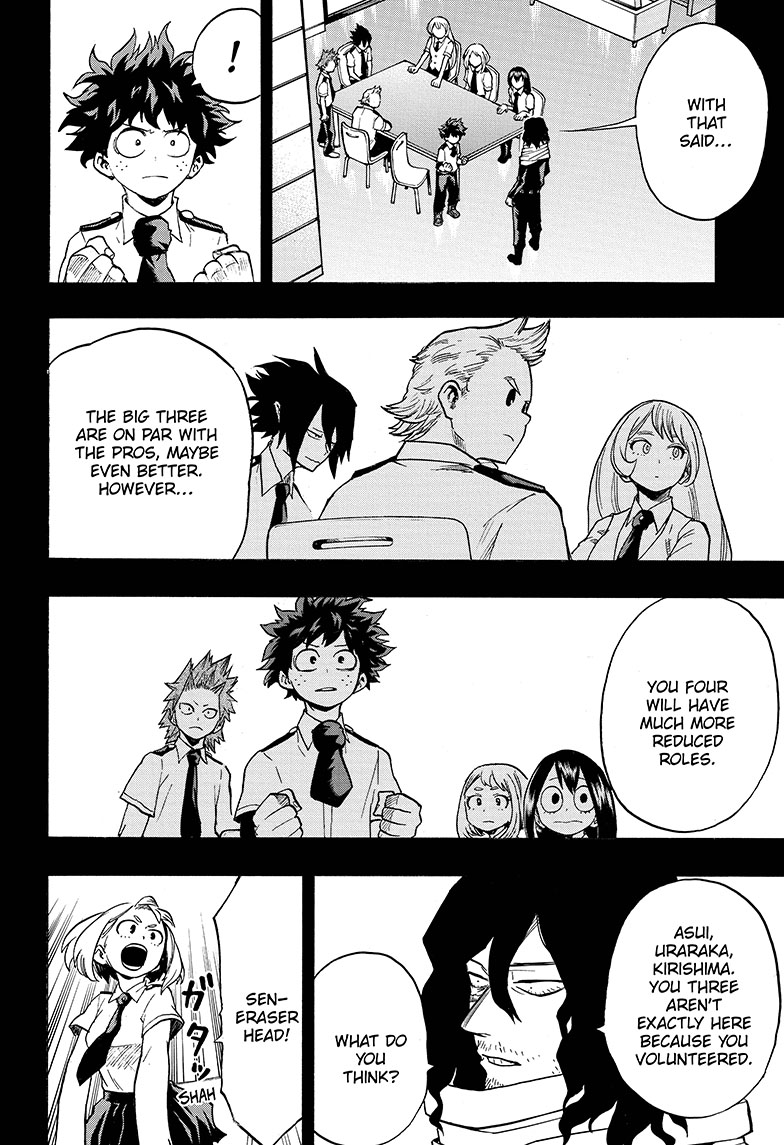 WITH
THAT
SAID...
!
THE BIG THREE
ARE ON PAR WITH
THE PROS, MAYBE
EVEN BETTER.
HOWEVER...
YOU FOUR
WILL HAVE
MUCH MORE
REDUCED
ROLES.
ASUI,
URARAKA,
KIRISHIMA.
YOU THREE
AREN'T
EXACTLY HERE
BECAUSE YOU
VOLUNTEERED.
WHAT DO
YOU
THINK?
SEN-
ERASER
HEAD!
ガタッ
SHAH